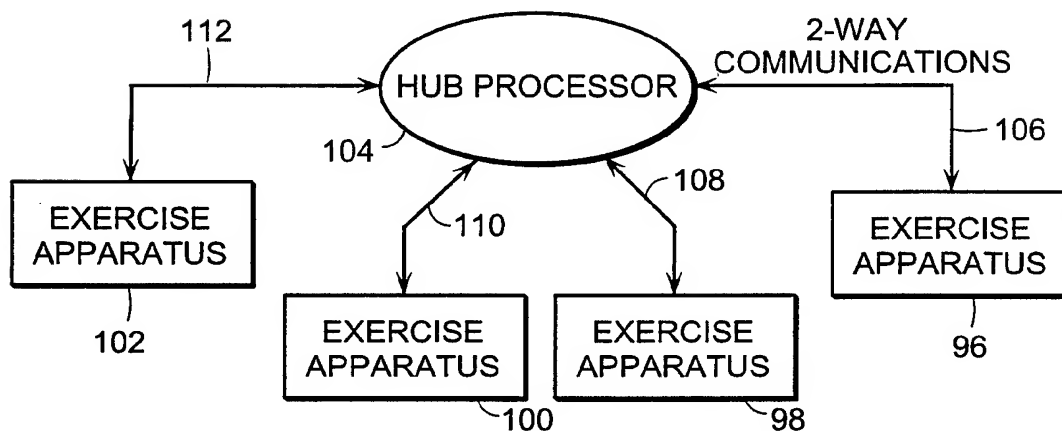 112
2-WAY
COMMUNICATIONS
HUB PROCESSOR
104
106
108
110
EXERCISE
APPARATUS
102
EXERCISE
APPARATUS
100
EXERCISE
APPARATUS
98
EXERCISE
APPARATUS
96